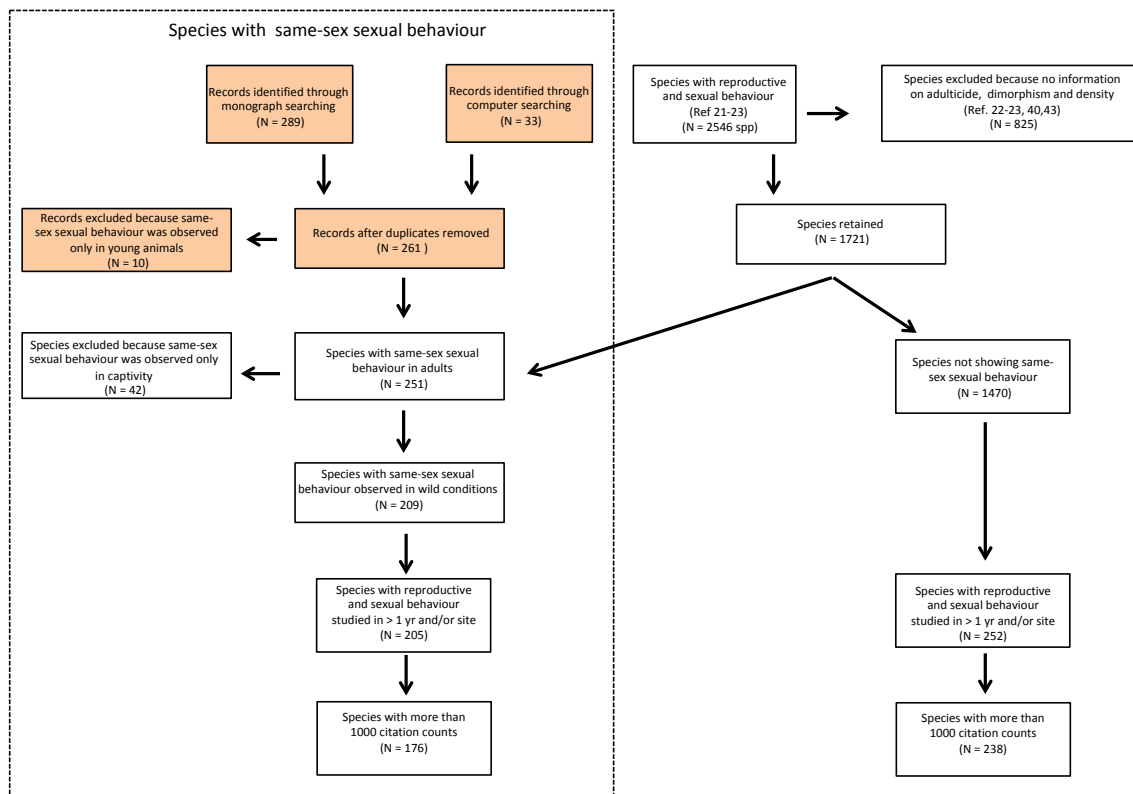 Species with same-sex sexual behaviour
Records identified through
monograph searching
(N = 289)
Records identified through
computer searching
(N = 33)
Species with reproductive
and sexual behaviour
(Ref 21-23)
(N = 2546 spp)
Species excluded because no information
on adulticide, dimorphism and density
(Ref. 22-23, 40,43)
(N = 825)
Records excluded because same-
sex sexual behaviour was observed
only in young animals
(N = 10)
Records after duplicates removed
(N = 261 )
Species retained
(N = 1721)
Species excluded because same-sex
sexual behaviour was observed only
in captivity
(N = 42)
Species with same-sex sexual
behaviour in adults
(N = 251)
Species not showing same-
sex sexual behaviour
(N = 1470)
Species with same-sex sexual
behaviour observed in wild conditions
(N = 209)
Species with reproductive
and sexual behaviour
studied in > 1 yr and/or site
(N = 205)
Species with reproductive
and sexual behaviour
studied in > 1 yr and/or site
(N = 252)
Species with more than
1000 citation counts
(N = 176)
Species with more than
1000 citation counts
(N = 238)